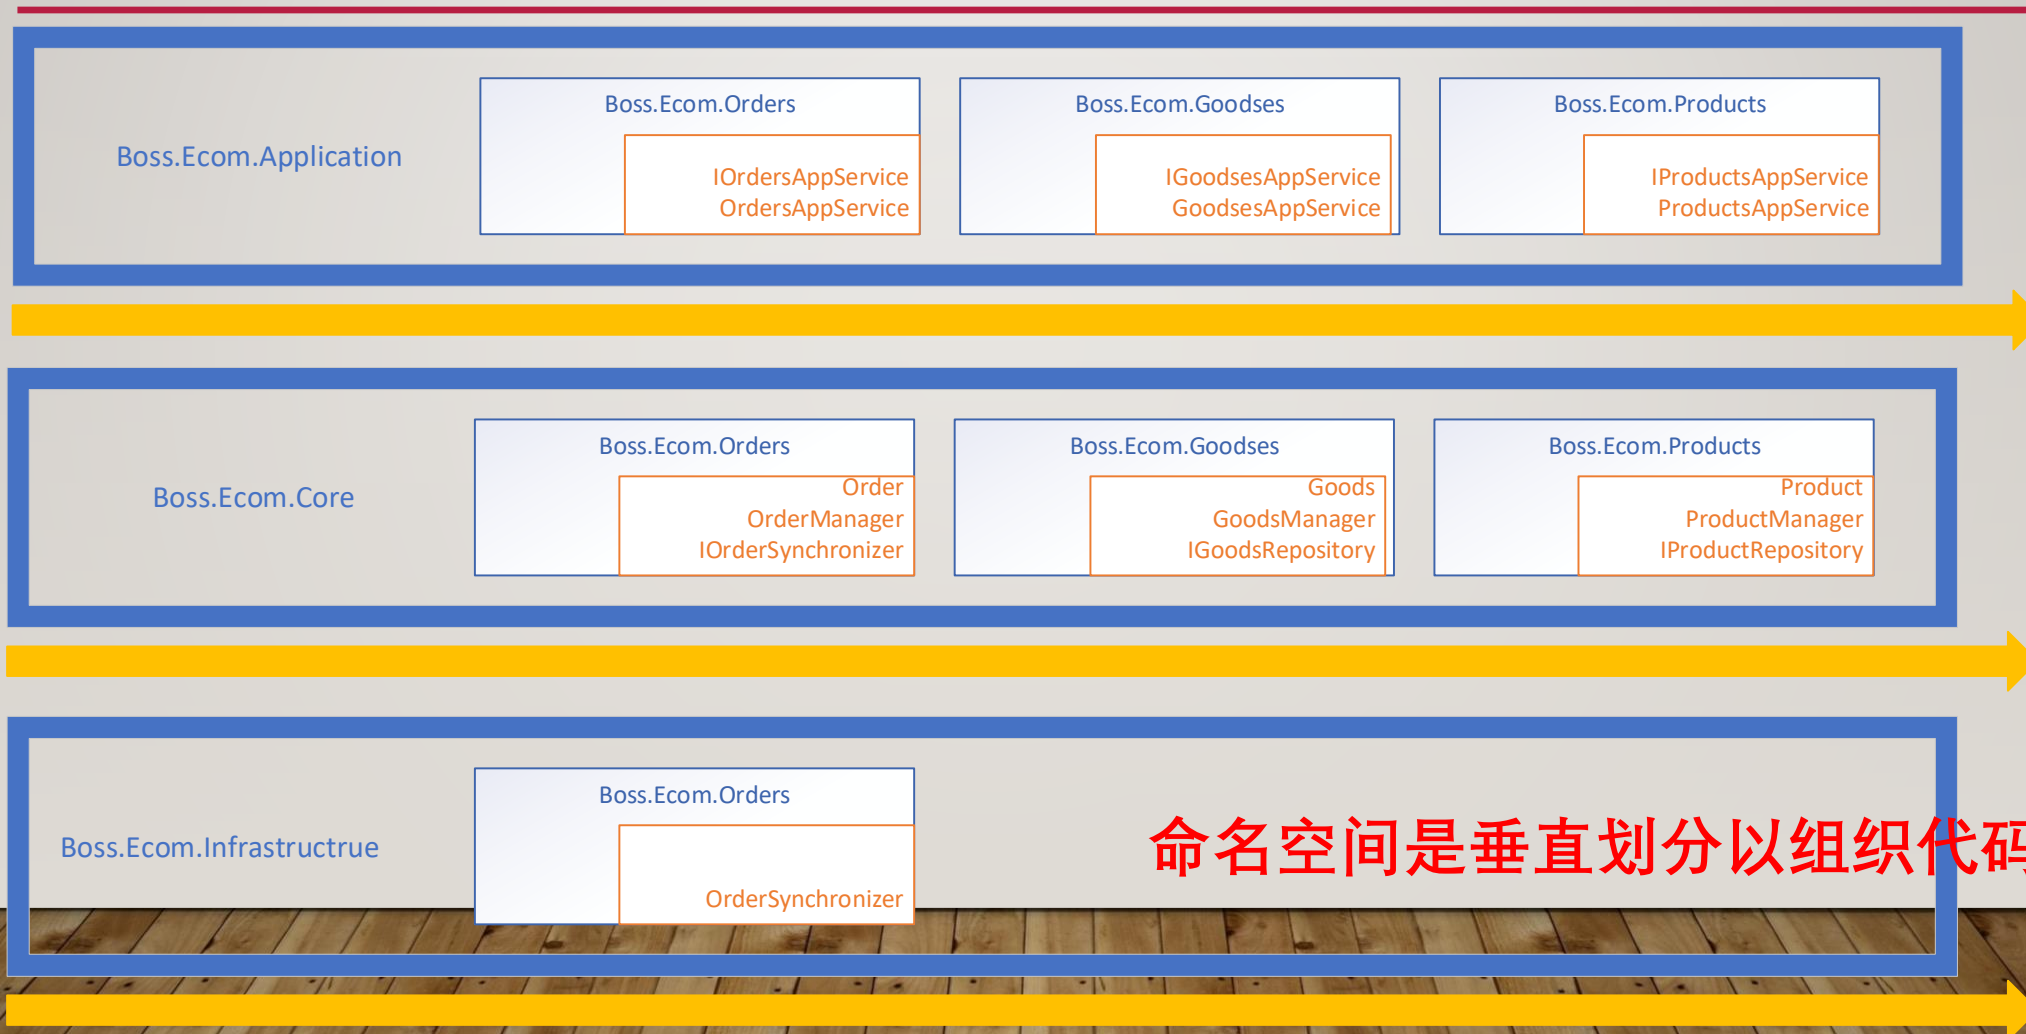 Boss.Ecom.Application
Boss.Ecom.Orders
IOrdersAppService
OrdersAppService
Boss.Ecom.Goodses
IGoodsesAppService
GoodsesAppService
Boss.Ecom.Products
IProductsAppService
ProductsAppService
Boss.Ecom.Core
Boss.Ecom.Orders
Order
OrderManager
IOrderSynchronizer
Boss.Ecom.Goodses
Goods
GoodsManager
IGoodsRepository
Boss.Ecom.Products
Product
ProductManager
IProductRepository
Boss.Ecom.Infrastructrue
Boss.Ecom.Orders
OrderSynchronizer
命名空间是垂直划分以组织代码